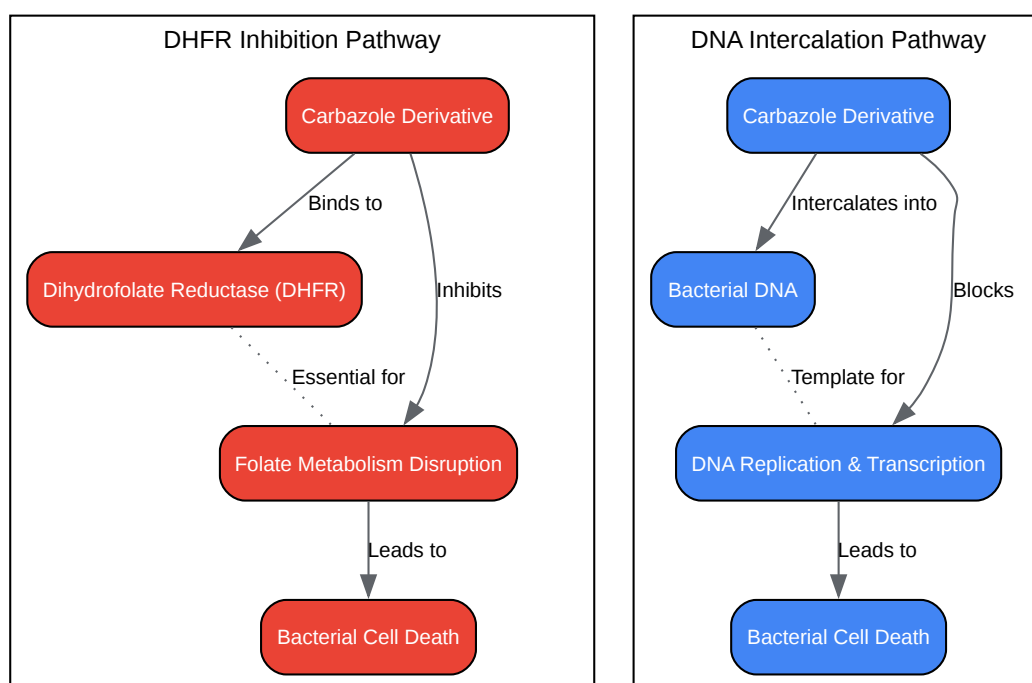 DHFR Inhibition Pathway
Carbazole Derivative
Binds to
Dihydrofolate Reductase (DHFR)
Inhibits
Essential for
Folate Metabolism Disruption
Leads to
Bacterial Cell Death
DNA Intercalation Pathway
Carbazole Derivative
Intercalates into
Bacterial DNA
Blocks
Template for
DNA Replication & Transcription
Leads to
Bacterial Cell Death